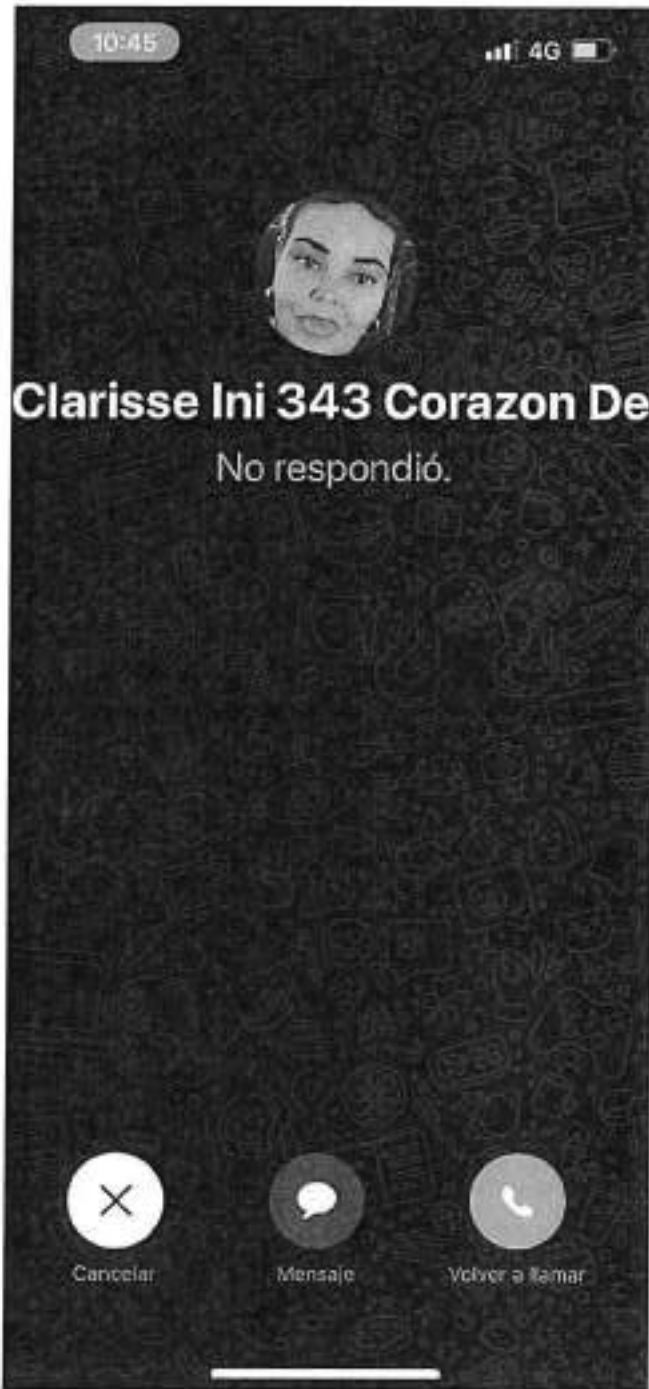 10:45
4G
Clarisse Ini 343 Corazon De
No respondió.
Cancelar
Mensaje
Volver a llamar